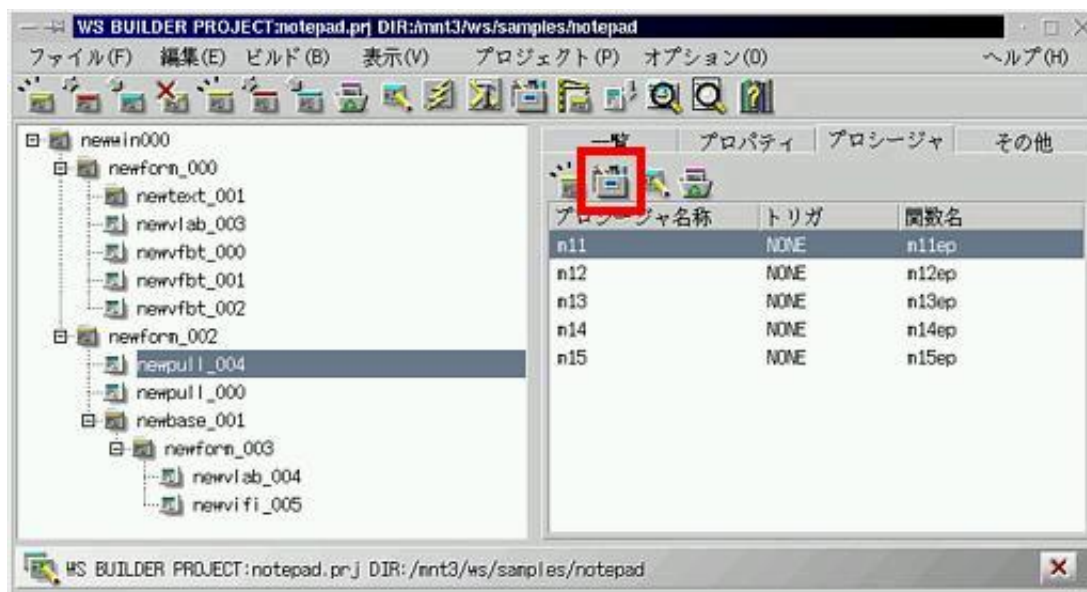 WS BUILDER PROJECT:notepad.prj DIR:/mnt3/ws/samples/notepad
ファイル(F) 編集(E) ビルド(B) 表示(V) プロジェクト(P) オプション(O) ヘルプ(H)
newwin000
newform_000
newtext_001
newvlab_003
newvfbt_000
newvfbt_001
newvfbt_002
newform_002
newpull_004
newpull_000
newbase_001
newform_003
newvlab_004
newvifi_005
一覧 プロパティ プロシージャ その他
プロシージャ名称 トリガ 関数名
m11 NONE m11ep
m12 NONE m12ep
m13 NONE m13ep
m14 NONE m14ep
m15 NONE m15ep
WS BUILDER PROJECT:notepad.prj DIR:/mnt3/ws/samples/notepad